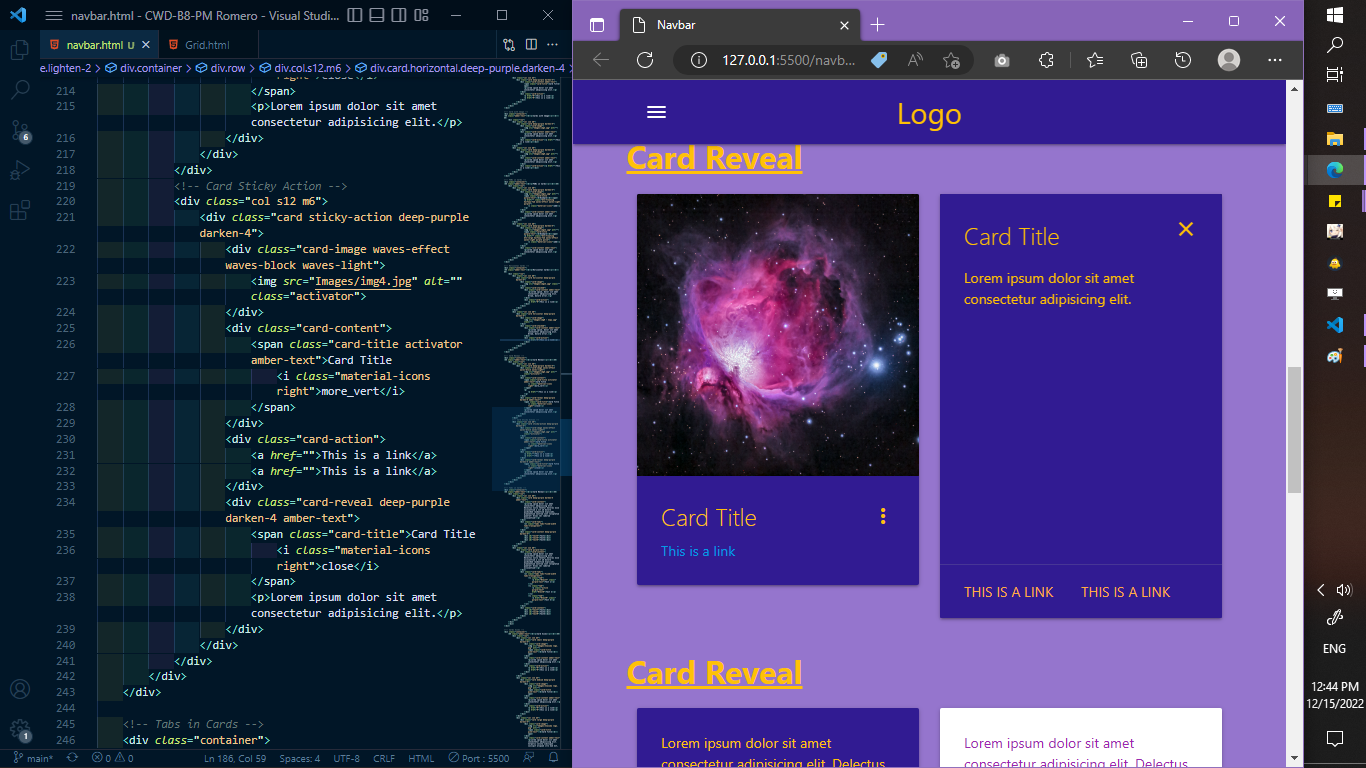 navbar.html - CWD-B8-PM Romero - Visual Studi...
navbar.html U
Grid.html
e.lighten-2 > div.container > div.row > div.col.s12.m6 > div.card.horizontal.deep-purple.darken-4 >
right">close</i>
214 </span>
215 <p>Lorem ipsum dolor sit amet
consectetur adipisicing elit.</p>
216 </div>
217 </div>
218 </div>
219 <!-- Card Sticky Action -->
220 <div class="col s12 m6">
221 <div class="card sticky-action deep-purple
darken-4">
222 <div class="card-image waves-effect
waves-block waves-light">
223 <img src="Images/img4.jpg" alt=""
class="activator">
224 </div>
225 <div class="card-content">
226 <span class="card-title activator
amber-text">Card Title
227 <i class="material-icons
right">more_vert</i>
228 </span>
229 </div>
230 <div class="card-action">
231 <a href="">This is a link</a>
232 <a href="">This is a link</a>
233 </div>
234 <div class="card-reveal deep-purple
darken-4 amber-text">
235 <span class="card-title">Card Title
236 <i class="material-icons
right">close</i>
237 </span>
238 <p>Lorem ipsum dolor sit amet
consectetur adipisicing elit.</p>
239 </div>
240 </div>
241 </div>
242 </div>
243 </div>
244
245 <!-- Tabs in Cards -->
246 <div class="container">
6
1
main*
0 0
Ln 186, Col 59
Spaces: 4
UTF-8
CRLF
HTML
Port : 5500
Navbar
127.0.0.1:5500/navb...
Logo
Card Reveal
Card Title
This is a link
Card Title
Lorem ipsum dolor sit amet
consectetur adipisicing elit.
THIS IS A LINK
THIS IS A LINK
Card Reveal
Lorem ipsum dolor sit amet
consectetur adipisicing elit. Delectus
Lorem ipsum dolor sit amet
consectetur adipisicing elit. Delectus
ENG
12:44 PM
12/15/2022